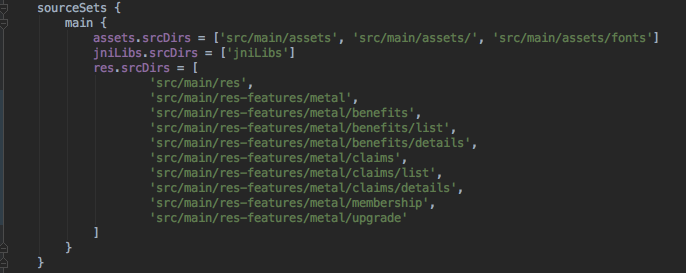 sourceSets {
main {
assets.srcDirs = ['src/main/assets', 'src/main/assets/', 'src/main/assets/fonts']
jniLibs.srcDirs = ['jniLibs']
res.srcDirs = [
'src/main/res',
'src/main/res-features/metal',
'src/main/res-features/metal/benefits',
'src/main/res-features/metal/benefits/list',
'src/main/res-features/metal/benefits/details',
'src/main/res-features/metal/claims',
'src/main/res-features/metal/claims/list',
'src/main/res-features/metal/claims/details',
'src/main/res-features/metal/membership',
'src/main/res-features/metal/upgrade'
]
}
}